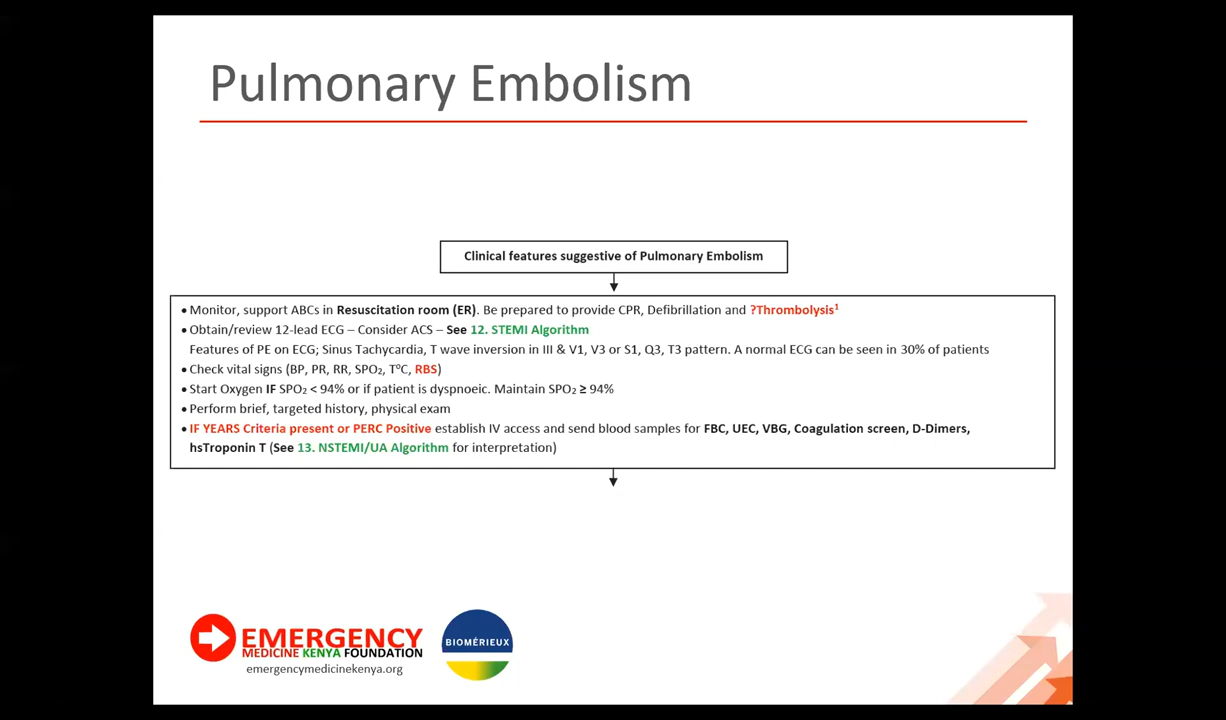 Pulmonary Embolism
Clinical features suggestive of Pulmonary Embolism
• Monitor, support ABCs in Resuscitation room (ER). Be prepared to provide CPR, Defibrillation and ?Thrombolysis¹
• Obtain/review 12-lead ECG – Consider ACS – See 12. STEMI Algorithm
Features of PE on ECG; Sinus Tachycardia, T wave inversion in III & V1, V3 or S1, Q3, T3 pattern. A normal ECG can be seen in 30% of patients
• Check vital signs (BP, PR, RR, SPO₂, T°C, RBS)
• Start Oxygen IF SPO₂ < 94% or if patient is dyspnoeic. Maintain SPO₂ ≥ 94%
• Perform brief, targeted history, physical exam
• IF YEARS Criteria present or PERC Positive establish IV access and send blood samples for FBC, UEC, VBG, Coagulation screen, D-Dimers,
hsTroponin T (See 13. NSTEMI/UA Algorithm for interpretation)
EMERGENCY
MEDICINE KENYA FOUNDATION
emergencymedicinekenya.org
BIOMÉRIEUX